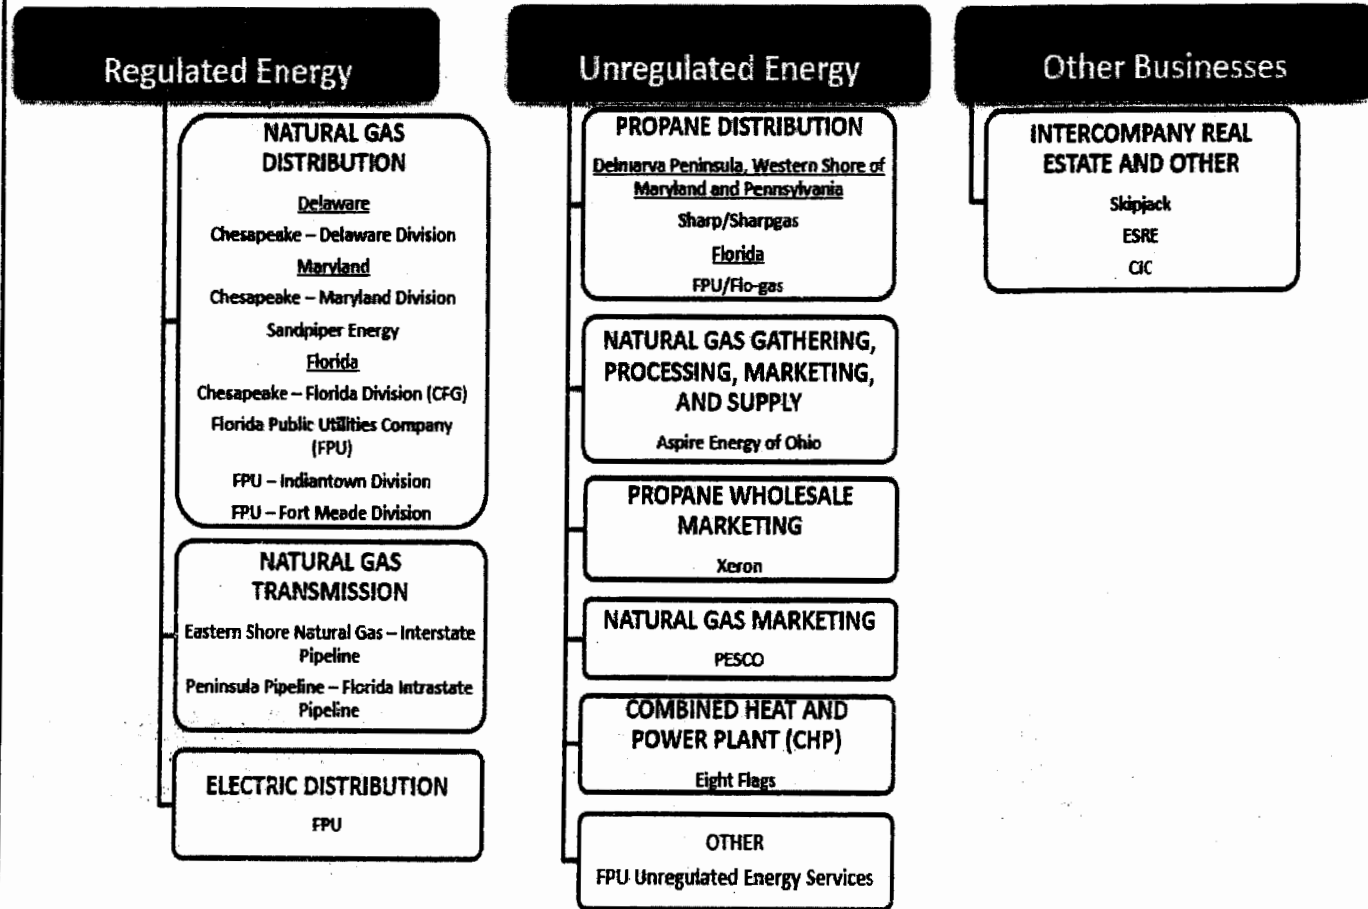 Regulated Energy
NATURAL GAS
DISTRIBUTION
Delaware
Chesapeake – Delaware Division
Maryland
Chesapeake – Maryland Division
Sandpiper Energy
Florida
Chesapeake – Florida Division (CFG)
Florida Public Utilities Company
(FPU)
FPU – Indiantown Division
FPU – Fort Meade Division
NATURAL GAS
TRANSMISSION
Eastern Shore Natural Gas – Interstate
Pipeline
Peninsula Pipeline – Florida Intrastate
Pipeline
ELECTRIC DISTRIBUTION
FPU
Unregulated Energy
PROPANE DISTRIBUTION
Delmarva Peninsula, Western Shore of
Maryland and Pennsylvania
Sharp/Sharpgas
Florida
FPU/Flo-gas
NATURAL GAS GATHERING,
PROCESSING, MARKETING,
AND SUPPLY
Aspire Energy of Ohio
PROPANE WHOLESALE
MARKETING
Xeron
NATURAL GAS MARKETING
PESCO
COMBINED HEAT AND
POWER PLANT (CHP)
Eight Flags
OTHER
FPU Unregulated Energy Services
Other Businesses
INTERCOMPANY REAL
ESTATE AND OTHER
Skipjack
ESRE
CIC